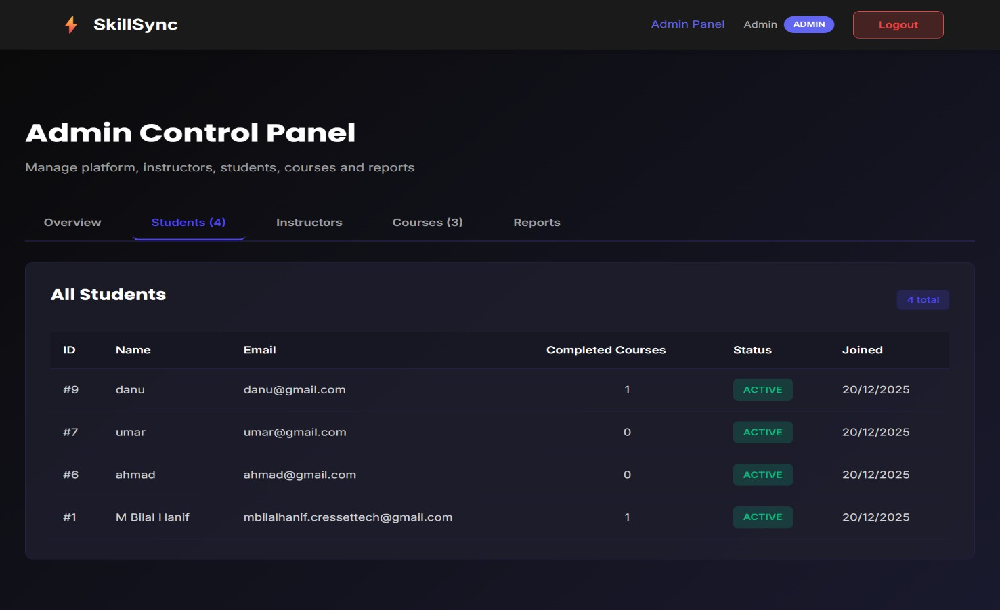 SkillSync
Admin Panel Admin ADMIN Logout
Admin Control Panel
Manage platform, instructors, students, courses and reports
Overview Students (4) Instructors Courses (3) Reports
All Students
4 total
ID Name Email Completed Courses Status Joined
#9 danu danu@gmail.com 1 ACTIVE 20/12/2025
#7 umar umar@gmail.com 0 ACTIVE 20/12/2025
#6 ahmad ahmad@gmail.com 0 ACTIVE 20/12/2025
#1 M Bilal Hanif mbilalhanif.cressettech@gmail.com 1 ACTIVE 20/12/2025